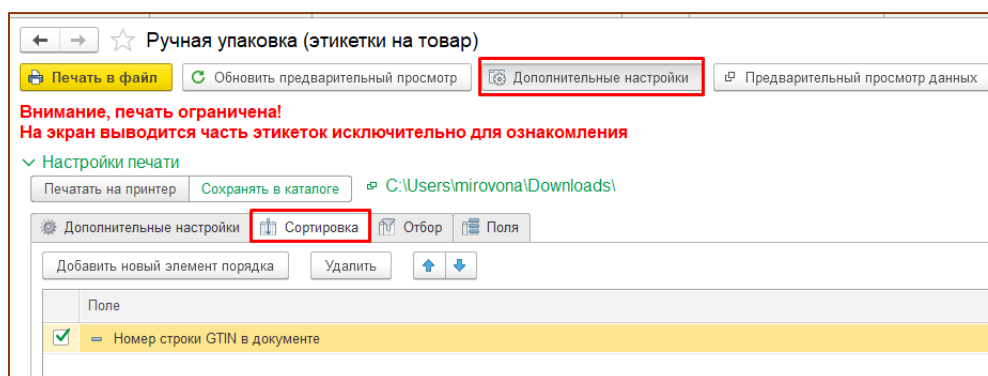 Ручная упаковка (этикетки на товар)
Печать в файл Обновить предварительный просмотр Дополнительные настройки Предварительный просмотр данных
Внимание, печать ограничена!
На экран выводится часть этикеток исключительно для ознакомления
Настройки печати
Печатать на принтер Сохранять в каталоге C:\Users\mirovona\Downloads\
Дополнительные настройки Сортировка Отбор Поля
Добавить новый элемент порядка Удалить
Поле
Номер строки GTIN в документе